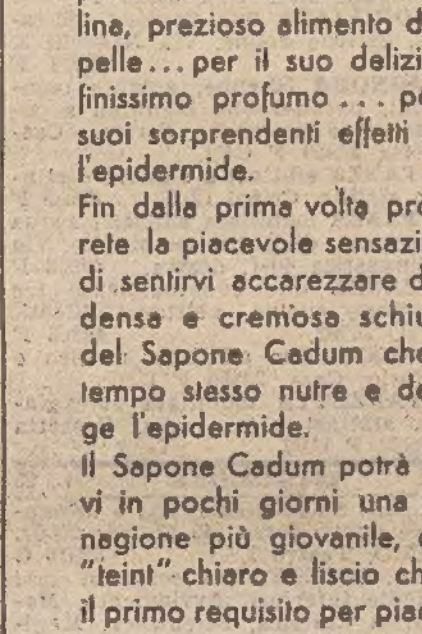 lina, prezioso alimento d
pelle... per il suo delizi
finissimo profumo ... pe
suoi sorprendenti effetti
l'epidermide.
Fin dalla prima volta pro
rete la piacevole sensazi
di sentirvi accarezzare d
densa e cremosa schiu
del Sapone Cadum che
tempo stesso nutre e de
ge l'epidermide.
Il Sapone Cadum potrà
vi in pochi giorni una
nagione più giovanile,
"teint" chiaro e liscio ch
il primo requisito per piac